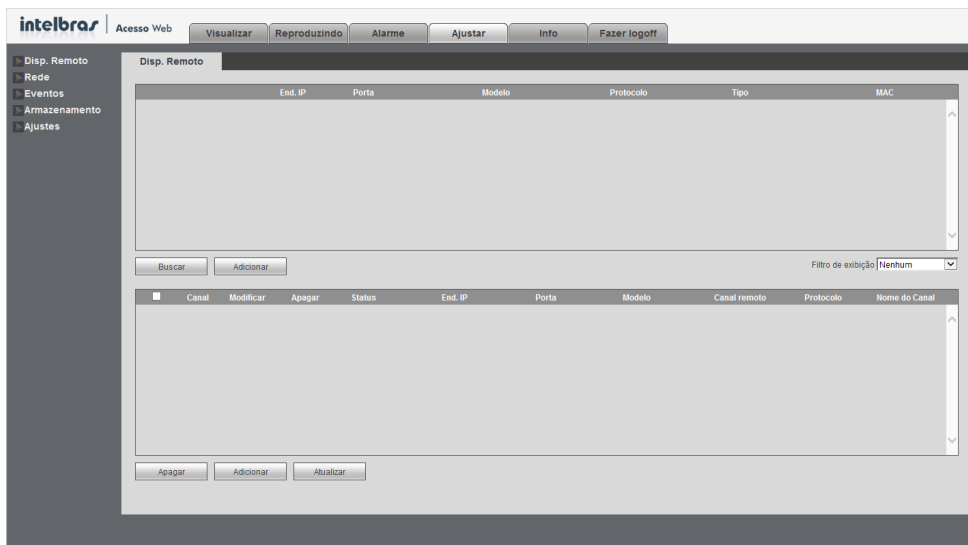 intelbras Acesso Web Visualizar Reproduzindo Alarme Ajustar Info Fazer logoff
Disp. Remoto
Rede
Eventos
Armazenamento
Ajustes
Disp. Remoto
End. IP Porta Modelo Protocolo Tipo MAC
Buscar Adicionar Filtro de exibição Nenhum
Canal Modificar Apagar Status End. IP Porta Modelo Canal remoto Protocolo Nome do Canal
Apagar Adicionar Atualizar